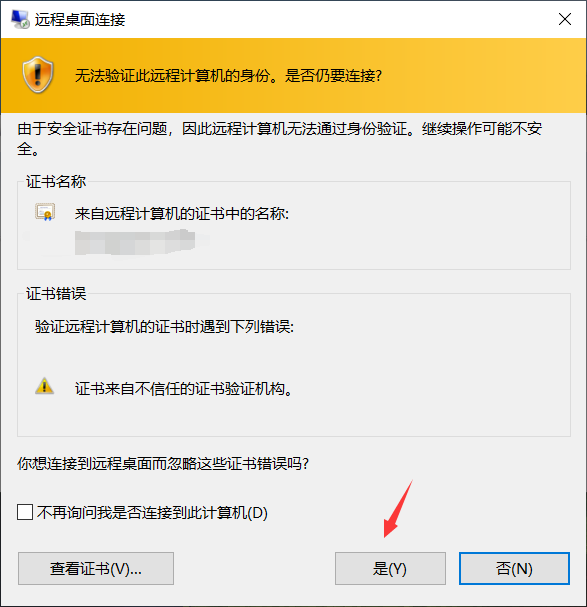 远程桌面连接
无法验证此远程计算机的身份。是否仍要连接?
由于安全证书存在问题，因此远程计算机无法通过身份验证。继续操作可能不安
全。
证书名称
来自远程计算机的证书中的名称:
证书错误
验证远程计算机的证书时遇到下列错误:
证书来自不信任的证书验证机构。
你想连接到远程桌面而忽略这些证书错误吗?
不再询问我是否连接到此计算机(D)
查看证书(V)...
是(Y)
否(N)